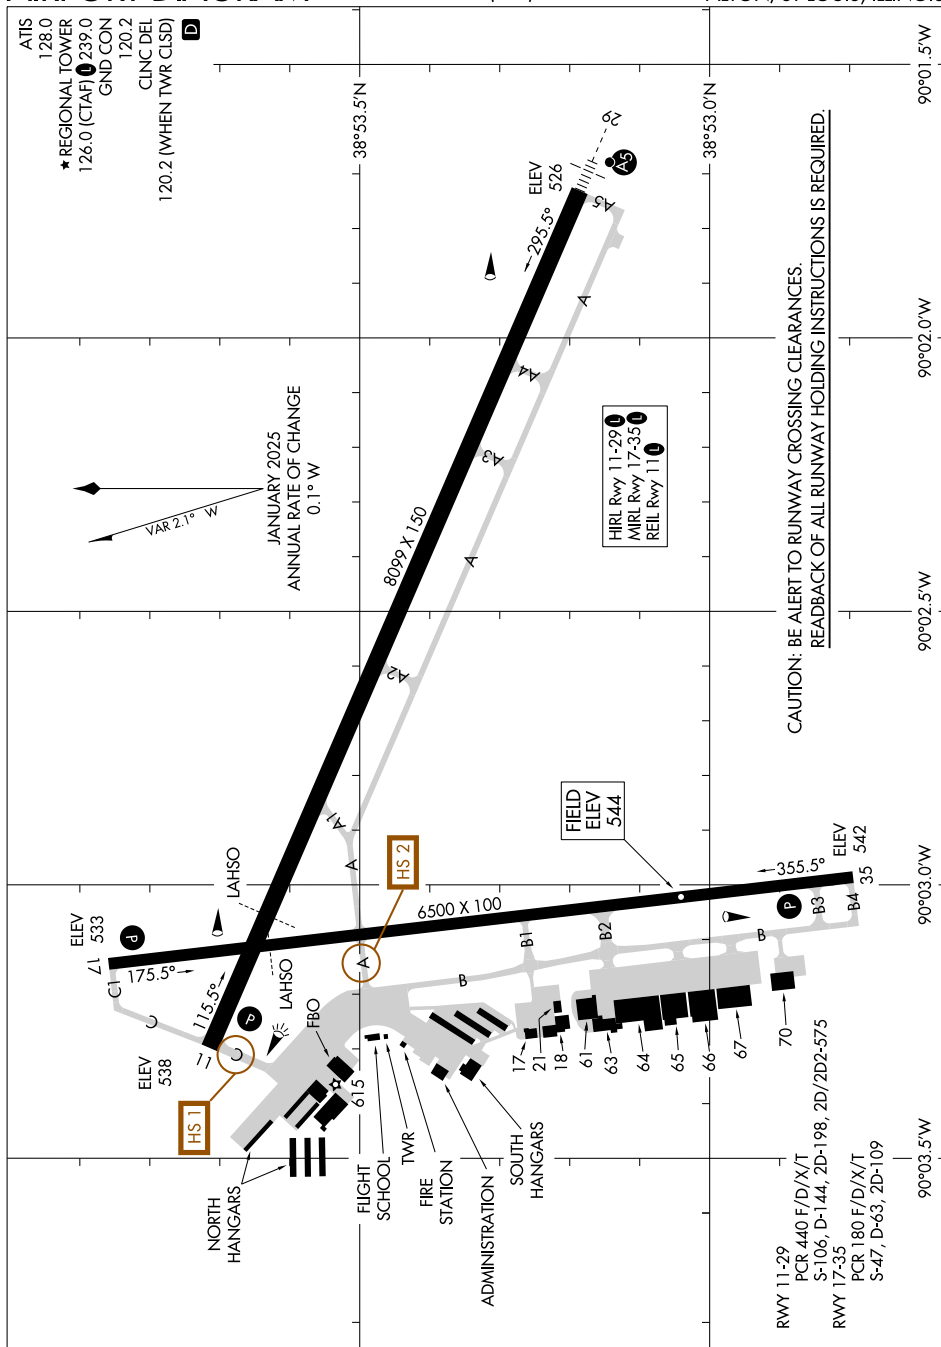 ATIS
128.0
★ REGIONAL TOWER
126.0 (CTAF) L 239.0
GND CON
120.2
CLNC DEL
120.2 (WHEN TWR CLSD)
D
38°53.5'N
38°53.0'N
90°01.5'W
90°02.0'W
90°02.5'W
90°03.0'W
90°03.5'W
VAR 2.1° W
JANUARY 2025
ANNUAL RATE OF CHANGE
0.1° W
ELEV
526
29
A5
A5
295.5°
A
A4
A3
8099 X 150
A
A2
HIRL Rwy 11-29 L
MIRL Rwy 17-35 L
REIL Rwy 11 L
CAUTION: BE ALERT TO RUNWAY CROSSING CLEARANCES.
READBACK OF ALL RUNWAY HOLDING INSTRUCTIONS IS REQUIRED.
A1
A
LAHSO
HS 2
FIELD
ELEV
544
ELEV
533
17
P
175.5°
C1
C
115.5°
P
LAHSO
A
6500 X 100
355.5°
ELEV
542
35
P
B
B1
B2
B
B3
B4
ELEV
538
11
C
HS 1
FBO
615
NORTH
HANGARS
FLIGHT
SCHOOL
TWR
FIRE
STATION
ADMINISTRATION
SOUTH
HANGARS
17
21
18
61
63
64
65
66
67
70
RWY 11-29
PCR 440 F/D/X/T
S-106, D-144, 2D-198, 2D/2D2-575
RWY 17-35
PCR 180 F/D/X/T
S-47, D-63, 2D-109